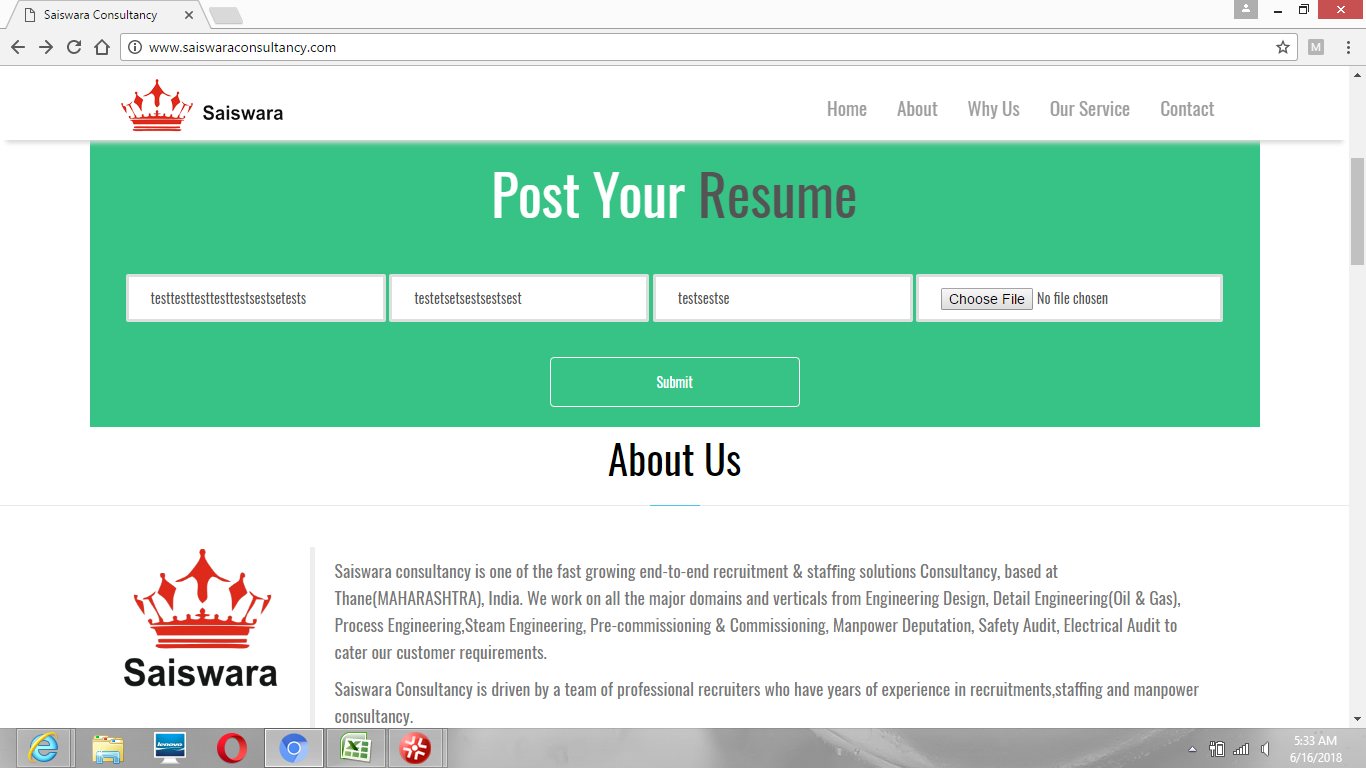 Saiswara Consultancy
www.saiswaraconsultancy.com
M
Saiswara
Home About Why Us Our Service Contact
Post Your Resume
testtesttesttesttestsestsetests testetsetsestsestsest testsestse Choose File No file chosen
Submit
About Us
Saiswara
Saiswara consultancy is one of the fast growing end-to-end recruitment & staffing solutions Consultancy, based at
Thane(MAHARASHTRA), India. We work on all the major domains and verticals from Engineering Design, Detail Engineering(Oil & Gas),
Process Engineering,Steam Engineering, Pre-commissioning & Commissioning, Manpower Deputation, Safety Audit, Electrical Audit to
cater our customer requirements.
Saiswara Consultancy is driven by a team of professional recruiters who have years of experience in recruitments,staffing and manpower
consultancy.
lenovo
5:33 AM
6/16/2018